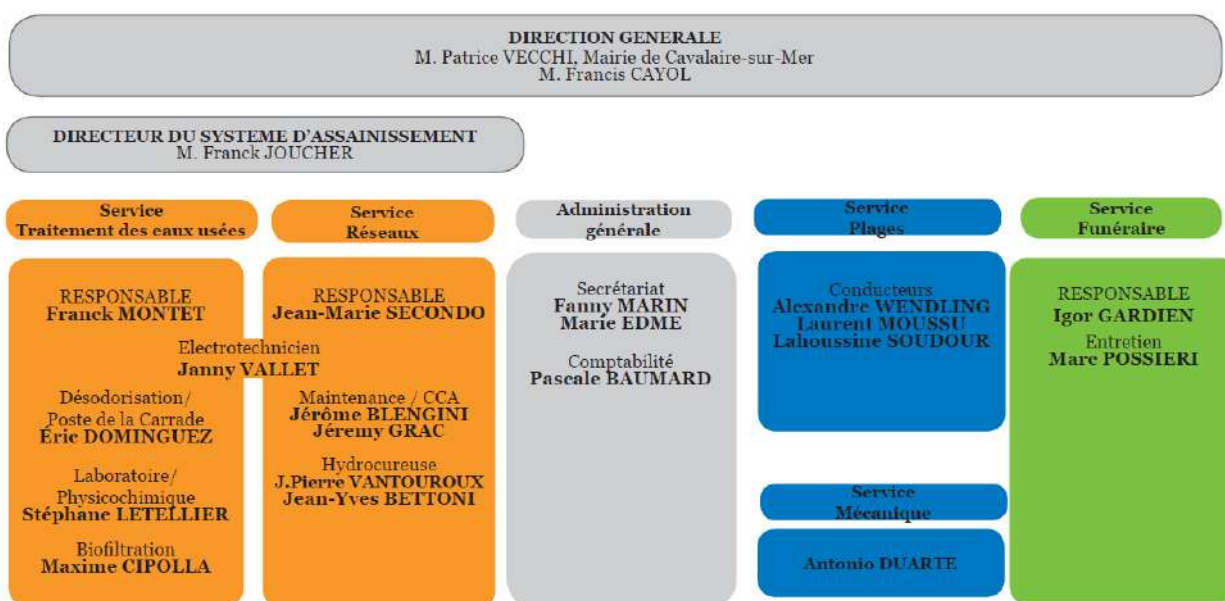 DIRECTION GENERALE
M. Patrice VECCHI, Mairie de Cavalaire-sur-Mer
M. Francis CAYOL
DIRECTEUR DU SYSTEME D'ASSAINISSEMENT
M. Franck JOUCHER
Service
Traitement des eaux usées
RESPONSABLE
Franck MONTET
Service
Réseaux
RESPONSABLE
Jean-Marie SECONDO
Electrotechnicien
Janny VALLET
Désodorisation/
Poste de la Carrade
Éric DOMINGUEZ
Laboratoire/
Physicochimique
Stéphane LETELLIER
Biofiltration
Maxime CIPOLLA
Maintenance / CCA
Jérôme BLENGINI
Jéremy GRAC
Hydrocureuse
J.Pierre VANTOUROUX
Jean-Yves BETTONI
Administration
générale
Secrétariat
Fanny MARIN
Marie EDME
Comptabilité
Pascale BAUMARD
Service
Plages
Conducteurs
Alexandre WENDLING
Laurent MOUSSU
Lahoussine SOUDOUR
Service
Mécanique
Antonio DUARTE
Service
Funéraire
RESPONSABLE
Igor GARDIEN
Entretien
Marc POSSIERI